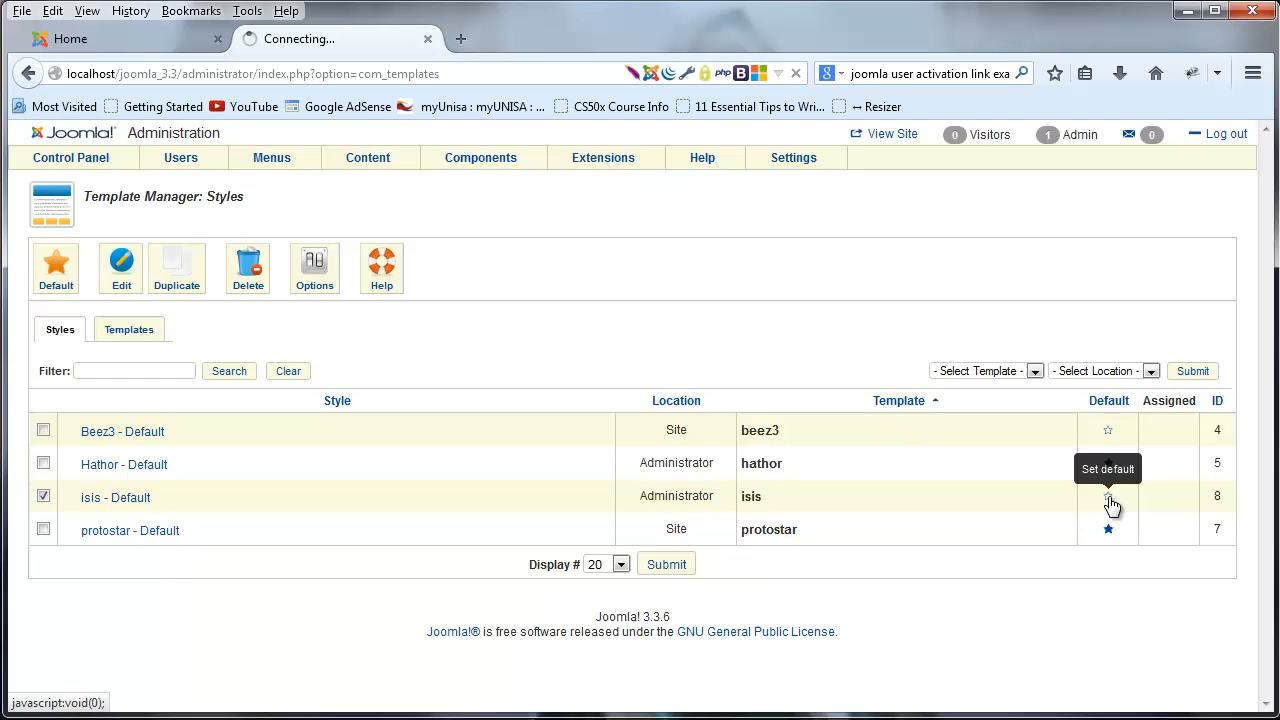 File Edit View History Bookmarks Tools Help
Home Connecting...
localhost/joomla_3.3/administrator/index.php?option=com_templates php B joomla user activation link exa
Most Visited Getting Started YouTube Google AdSense myUnisa : myUNISA : ... CS50x Course Info 11 Essential Tips to Wri... ↔ Resizer
Joomla! Administration View Site 0 Visitors 1 Admin 0 Log out
Control Panel Users Menus Content Components Extensions Help Settings
Template Manager: Styles
Default Edit Duplicate Delete Options Help
Styles Templates
Filter: Search Clear - Select Template - - Select Location - Submit
Style Location Template Default Assigned ID
Beez3 - Default Site beez3 4
Hathor - Default Administrator hathor 5
Set default
isis - Default Administrator isis 8
protostar - Default Site protostar 7
Display # 20 Submit
Joomla! 3.3.6
Joomla!® is free software released under the GNU General Public License.
javascript:void(0);